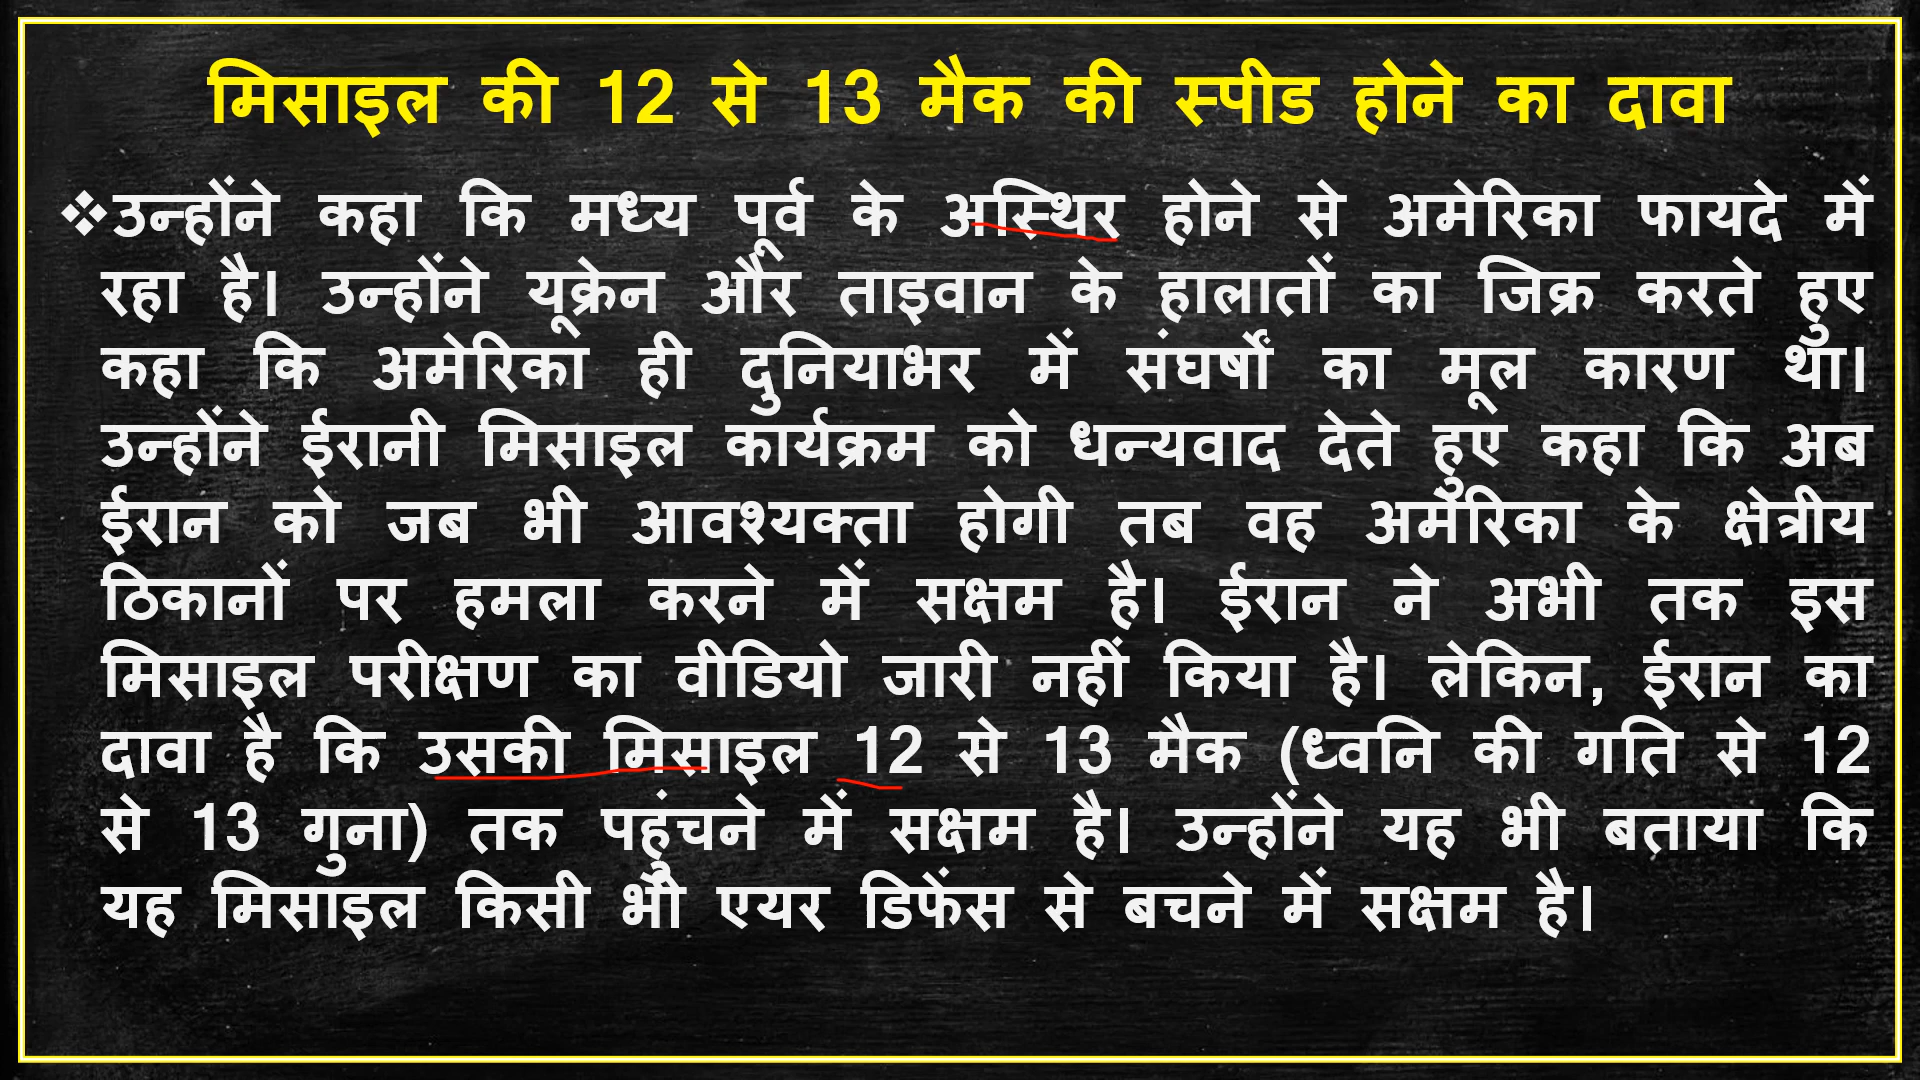 मिसाइल की 12 से 13 मैक की स्पीड होने का दावा
❖उन्होंने कहा कि मध्य पूर्व के अस्थिर होने से अमेरिका फायदे में
रहा है। उन्होंने यूक्रेन और ताइवान के हालातों का जिक्र करते हुए
कहा कि अमेरिका ही दुनियाभर में संघर्षों का मूल कारण था।
उन्होंने ईरानी मिसाइल कार्यक्रम को धन्यवाद देते हुए कहा कि अब
ईरान को जब भी आवश्यक्ता होगी तब वह अमेरिका के क्षेत्रीय
ठिकानों पर हमला करने में सक्षम है। ईरान ने अभी तक इस
मिसाइल परीक्षण का वीडियो जारी नहीं किया है। लेकिन, ईरान का
दावा है कि उसकी मिसाइल 12 से 13 मैक (ध्वनि की गति से 12
से 13 गुना) तक पहुंचने में सक्षम है। उन्होंने यह भी बताया कि
यह मिसाइल किसी भी एयर डिफेंस से बचने में सक्षम है।